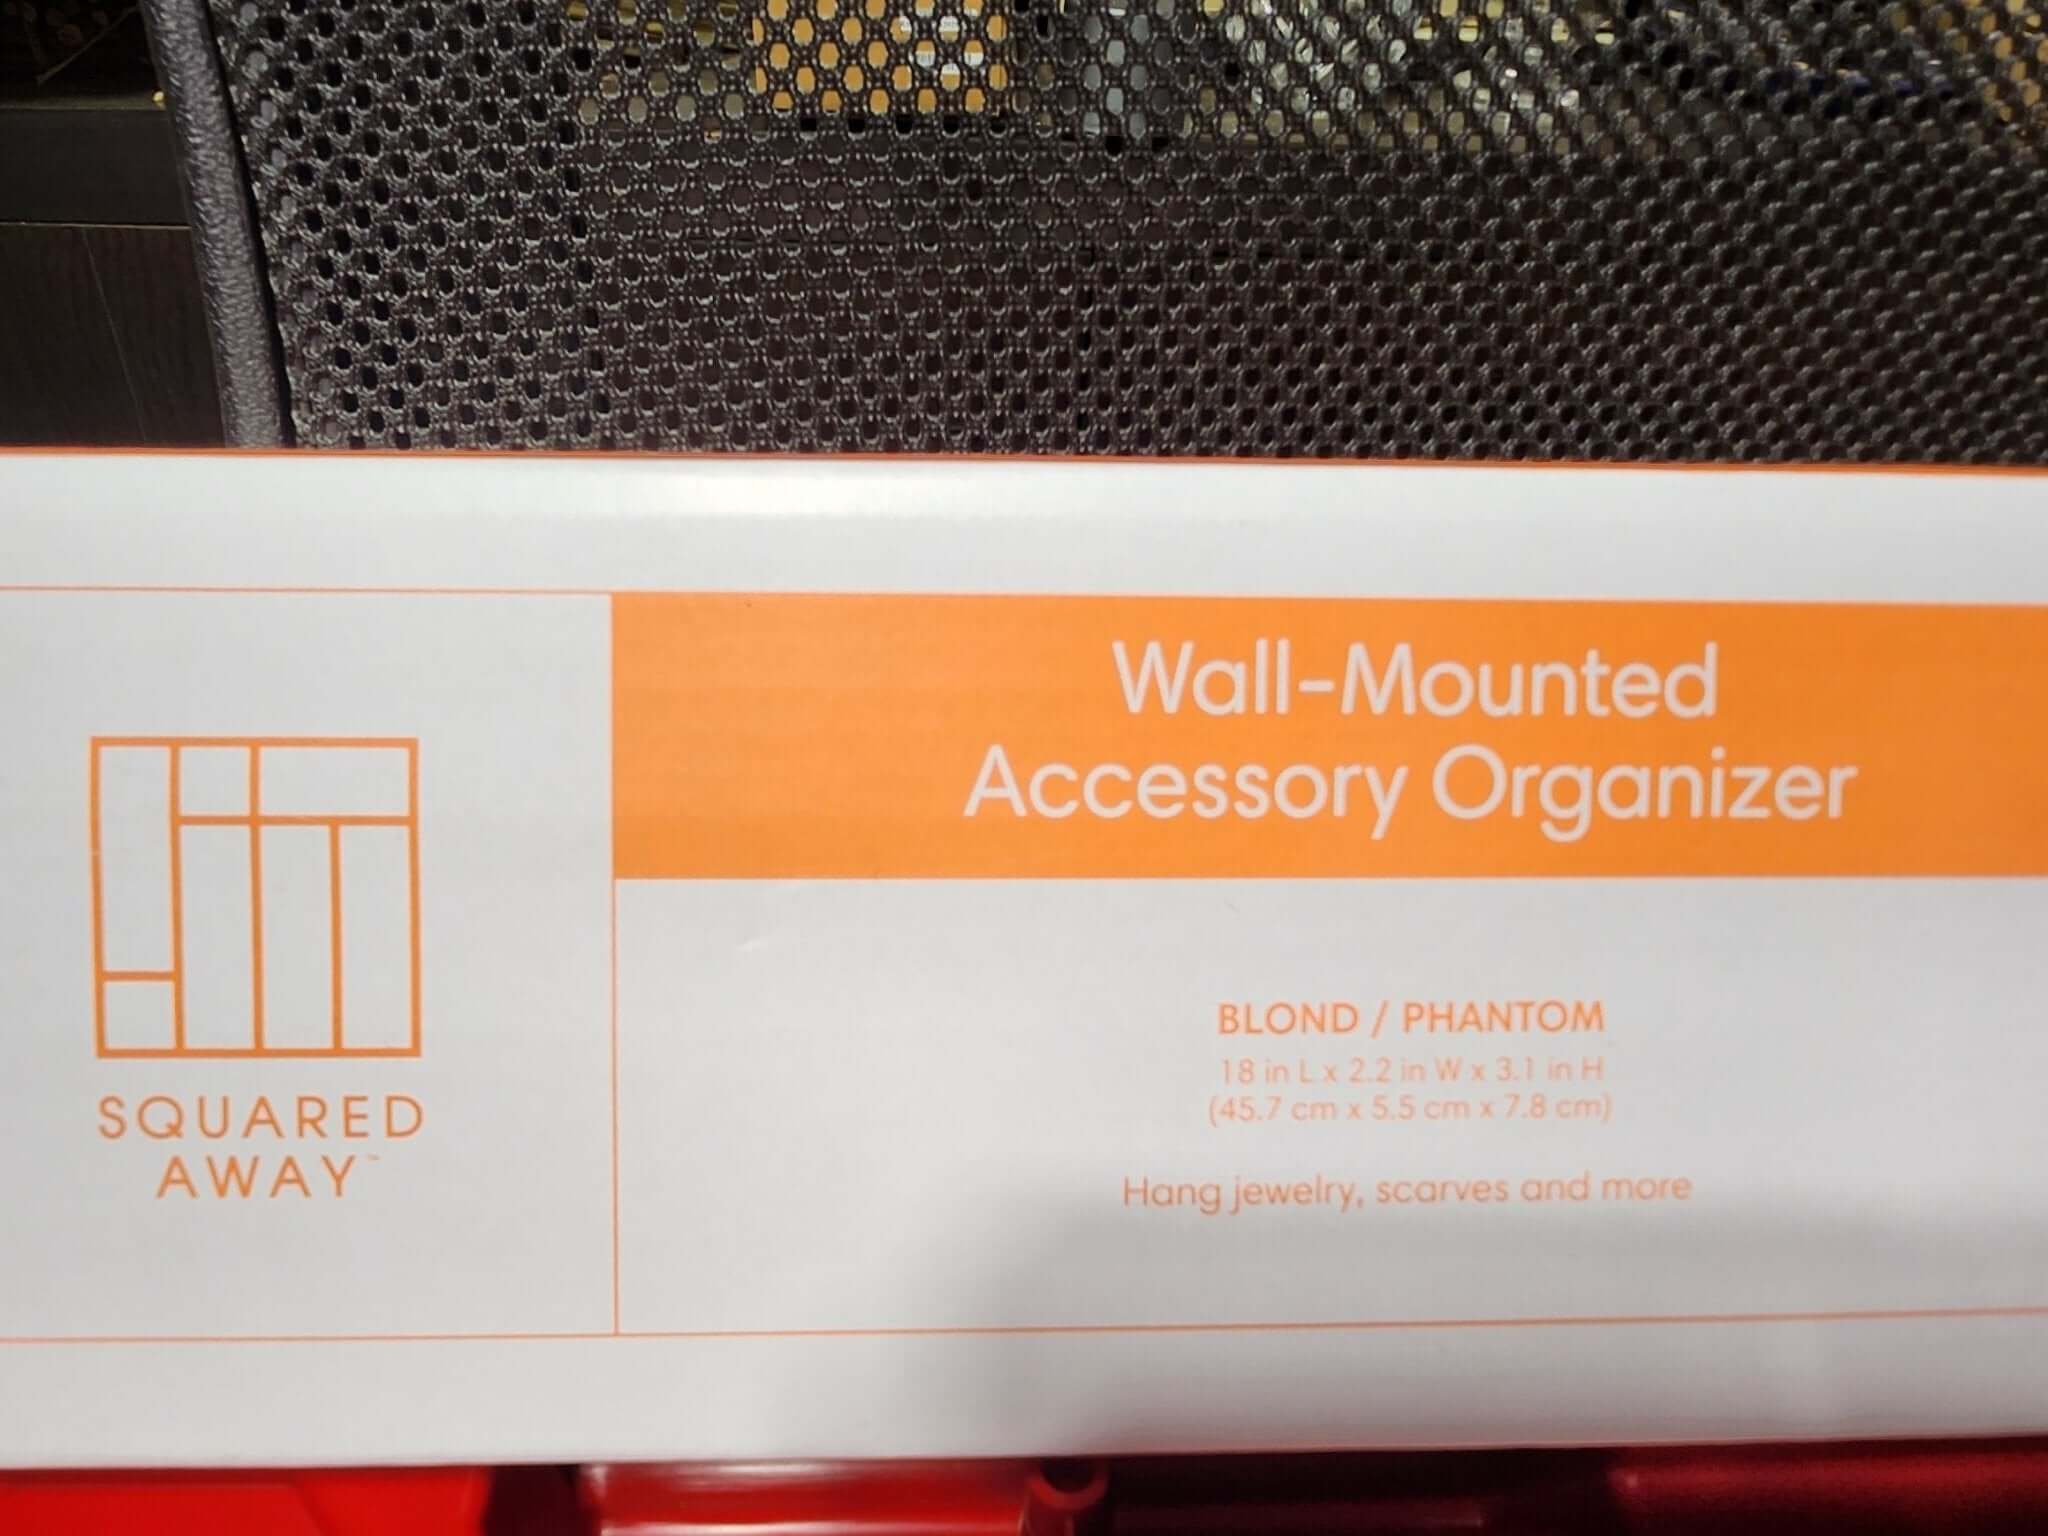 Wall-Mounted
Accessory Organizer
BLOND / PHANTOM
18 in L x 2.2 in W x 3.1 in H
(45.7 cm x 5.5 cm x 7.8 cm)
Hang jewelry, scarves and more
SQUARED
AWAY™